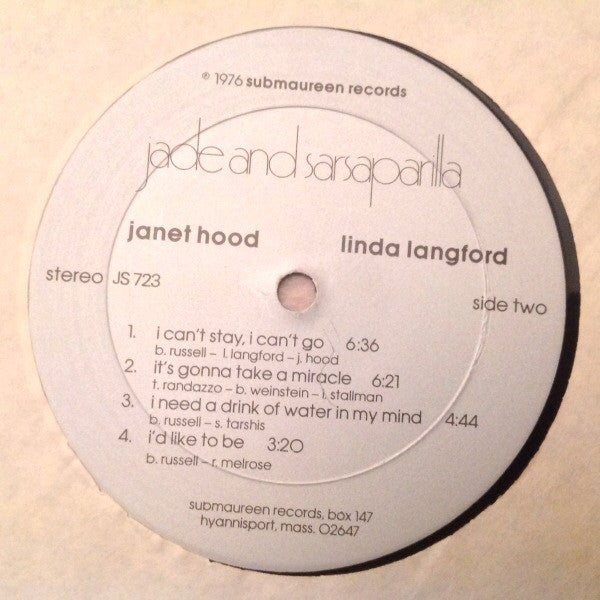 ℗ 1976 submaureen records
jade and sarsaparilla
janet hood linda langford
stereo JS 723
side two
1. i can't stay, i can't go 6:36
b. russell – l. langford – j. hood
2. it's gonna take a miracle 6:21
t. randazzo – b. weinstein – l. stallman
3. i need a drink of water in my mind 4:44
b. russell – s. tarshis
4. i'd like to be 3:20
b. russell – r. melrose
submaureen records, box 147
hyannisport, mass. 02647